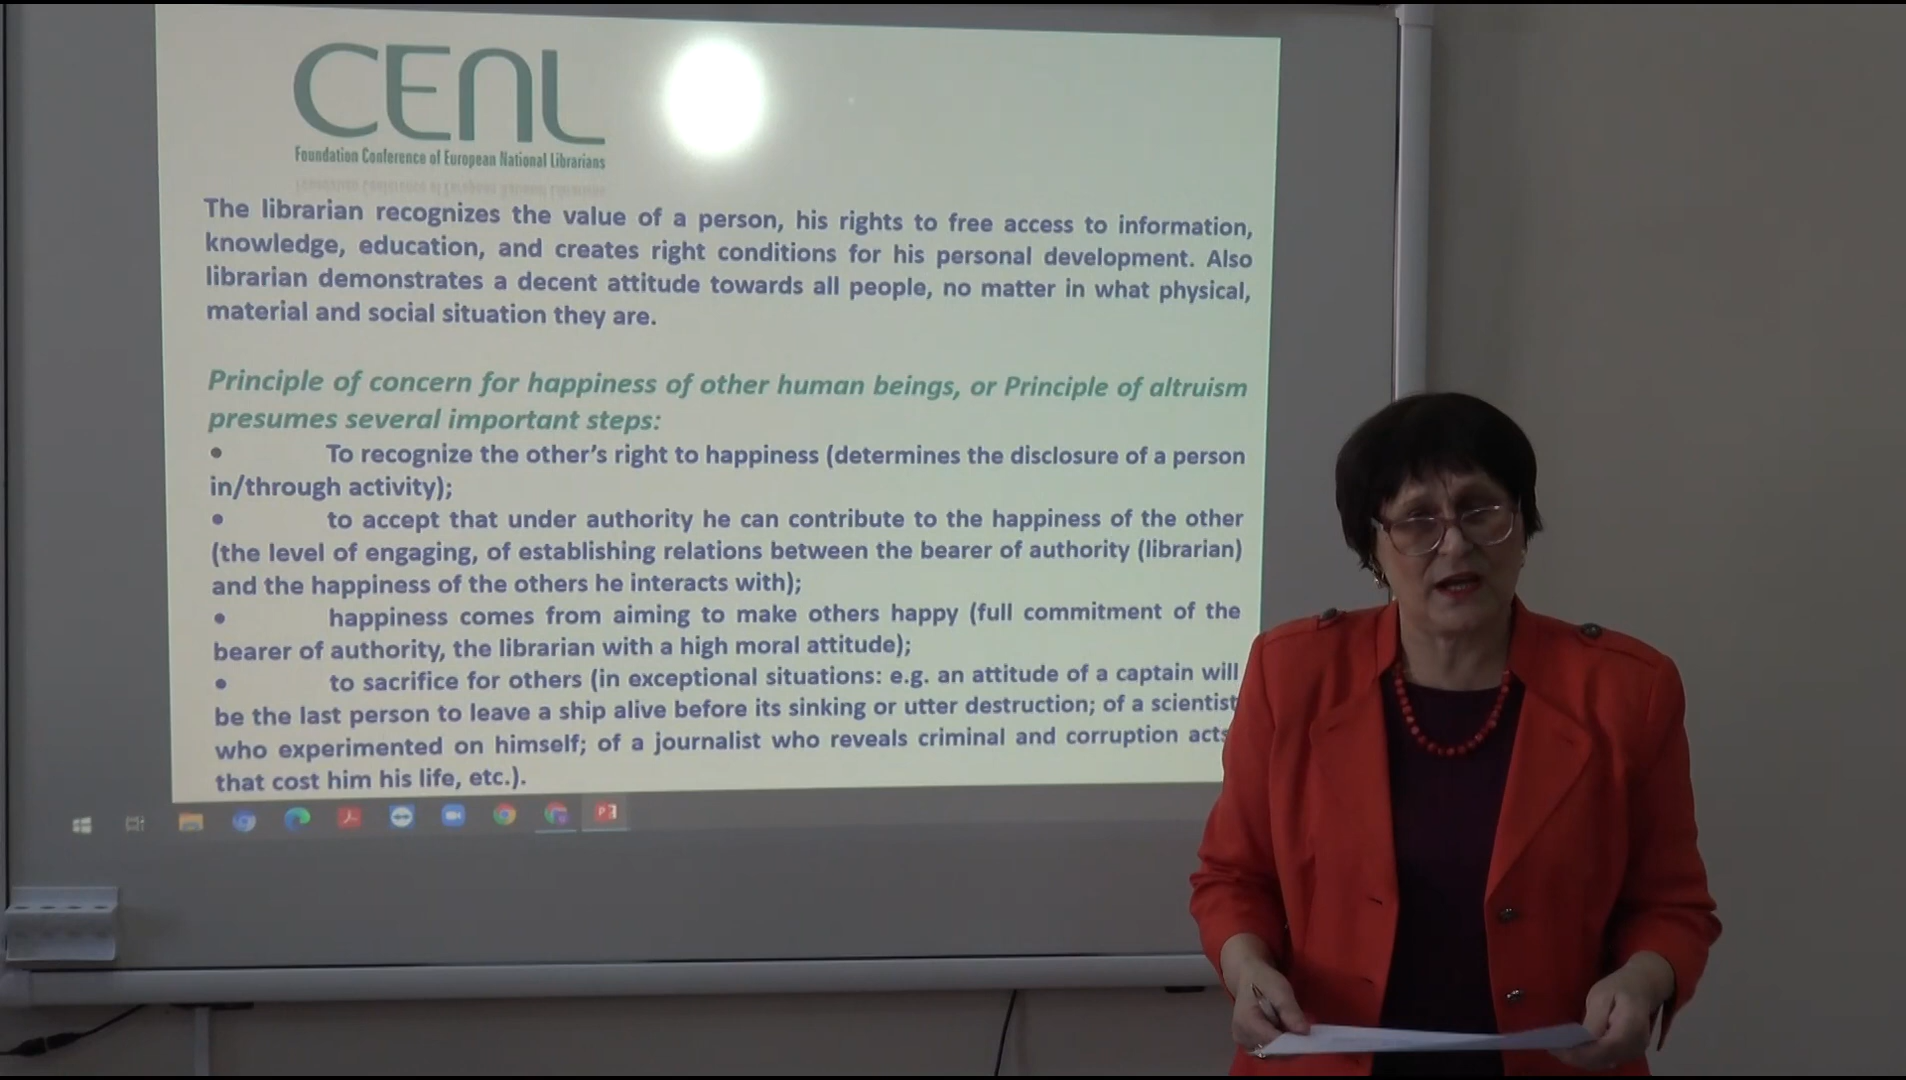 CENL
Foundation Conference of European National Librarians
The librarian recognizes the value of a person, his rights to free access to information,
knowledge, education, and creates right conditions for his personal development. Also
librarian demonstrates a decent attitude towards all people, no matter in what physical,
material and social situation they are.
Principle of concern for happiness of other human beings, or Principle of altruism
presumes several important steps:
• To recognize the other's right to happiness (determines the disclosure of a person
in/through activity);
• to accept that under authority he can contribute to the happiness of the other
(the level of engaging, of establishing relations between the bearer of authority (librarian)
and the happiness of the others he interacts with);
• happiness comes from aiming to make others happy (full commitment of the
bearer of authority, the librarian with a high moral attitude);
• to sacrifice for others (in exceptional situations: e.g. an attitude of a captain will
be the last person to leave a ship alive before its sinking or utter destruction; of a scientist
who experimented on himself; of a journalist who reveals criminal and corruption acts
that cost him his life, etc.).